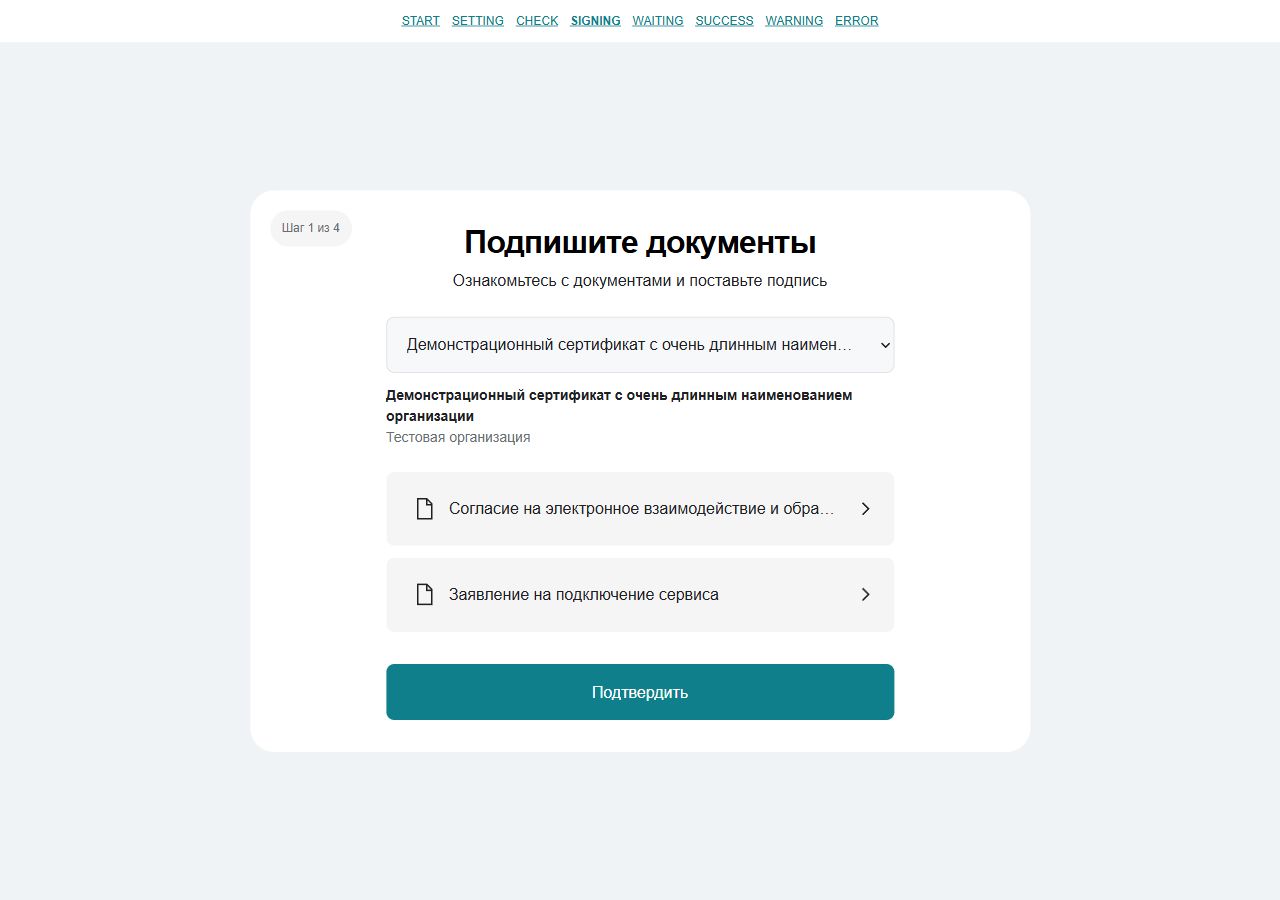 START SETTING CHECK SIGNING WAITING SUCCESS WARNING ERROR
Шаг 1 из 4
Подпишите документы
Ознакомьтесь с документами и поставьте подпись
Демонстрационный сертификат с очень длинным наимен…
Демонстрационный сертификат с очень длинным наименованием
организации
Тестовая организация
Согласие на электронное взаимодействие и обра…
Заявление на подключение сервиса
Подтвердить